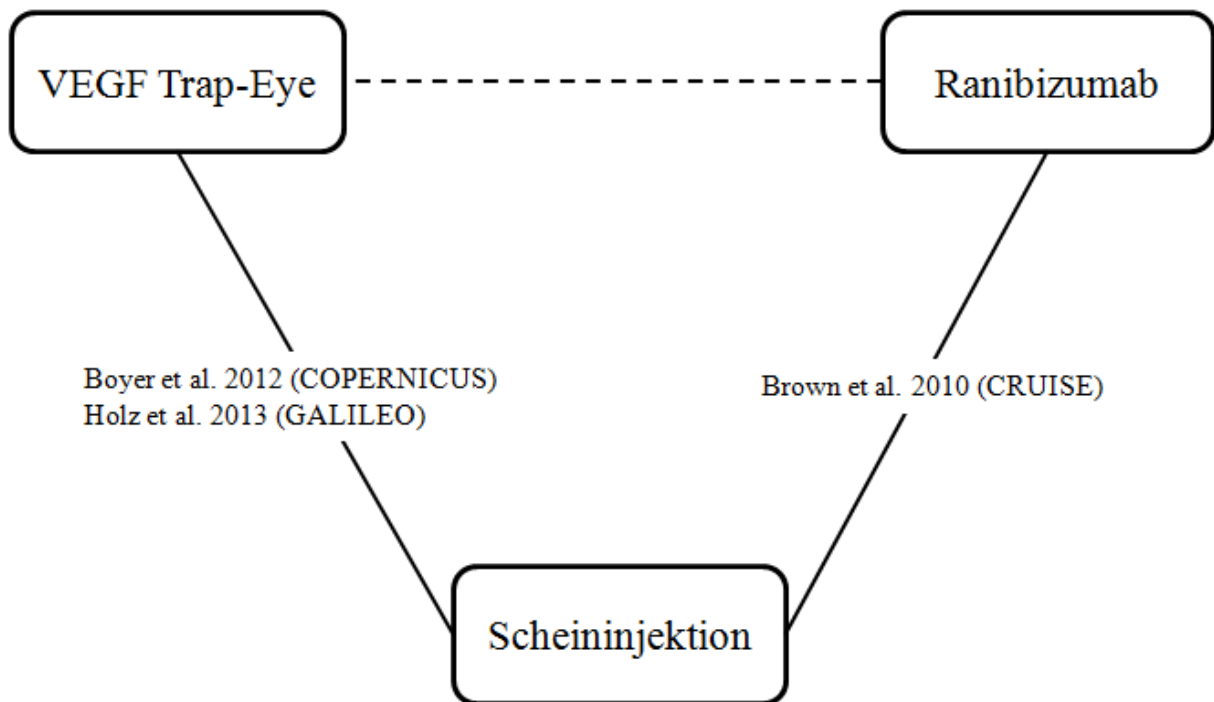 VEGF Trap-Eye
Ranibizumab
Boyer et al. 2012 (COPERNICUS)
Holz et al. 2013 (GALILEO)
Brown et al. 2010 (CRUISE)
Scheininjektion